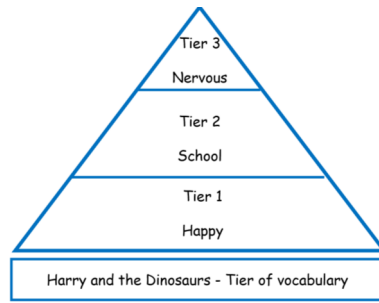 Tier 3
Nervous
Tier 2
School
Tier 1
Happy
Harry and the Dinosaurs - Tier of vocabulary